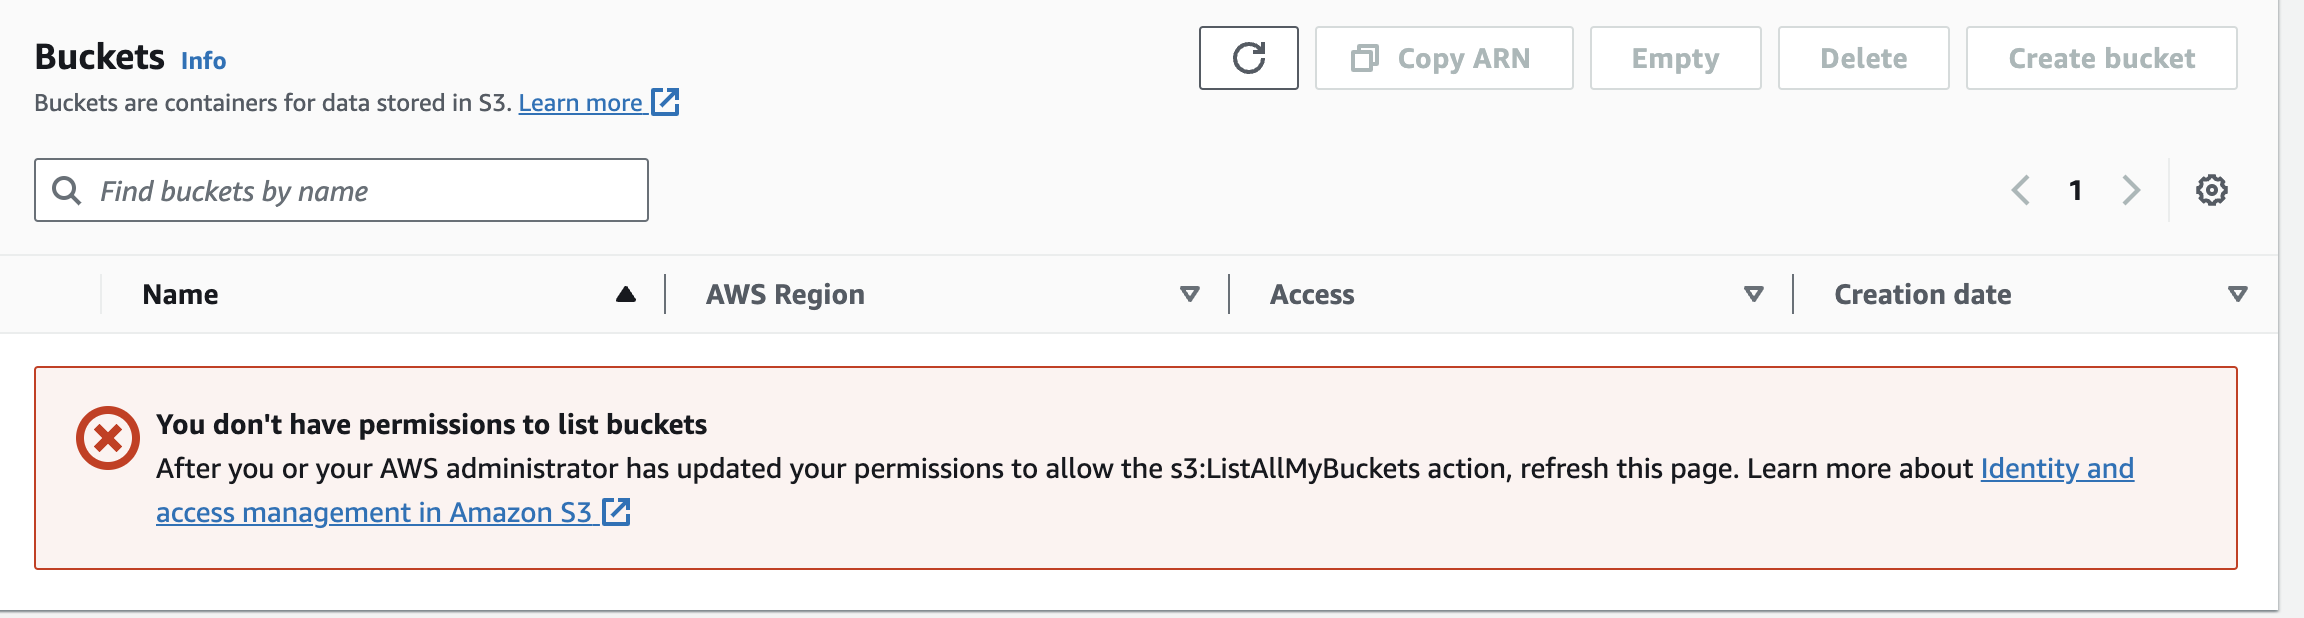 Buckets Info
Buckets are containers for data stored in S3. Learn more
Copy ARN
Empty
Delete
Create bucket
Find buckets by name
1
Name
AWS Region
Access
Creation date
You don't have permissions to list buckets
After you or your AWS administrator has updated your permissions to allow the s3:ListAllMyBuckets action, refresh this page. Learn more about Identity and
access management in Amazon S3